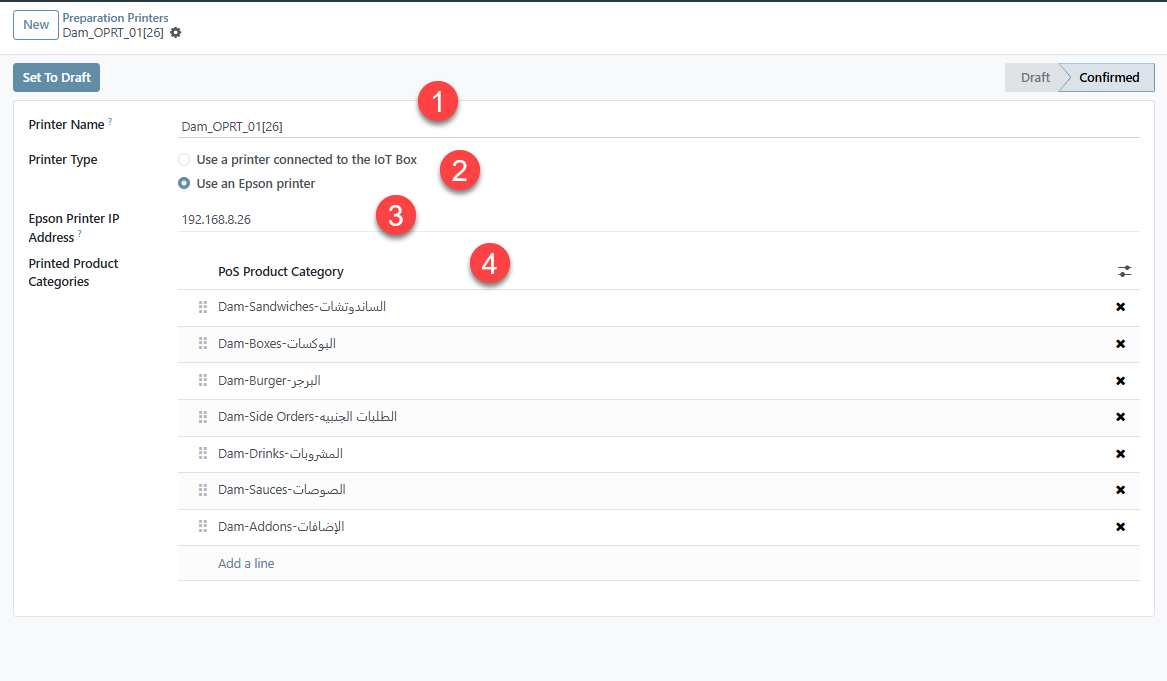 New
Preparation Printers
Dam_OPRT_01[26]
Set To Draft
Draft
Confirmed
1
Printer Name ?
Dam_OPRT_01[26]
Printer Type
Use a printer connected to the IoT Box
2
Use an Epson printer
Epson Printer IP
Address ?
192.168.8.26
3
Printed Product
Categories
4
PoS Product Category
Dam-Sandwiches-الساندوتشات
Dam-Boxes-البوكسات
Dam-Burger-البرجر
Dam-Side Orders-الطلبات الجنبيه
Dam-Drinks-المشروبات
Dam-Sauces-الصوصات
Dam-Addons-الإضافات
Add a line